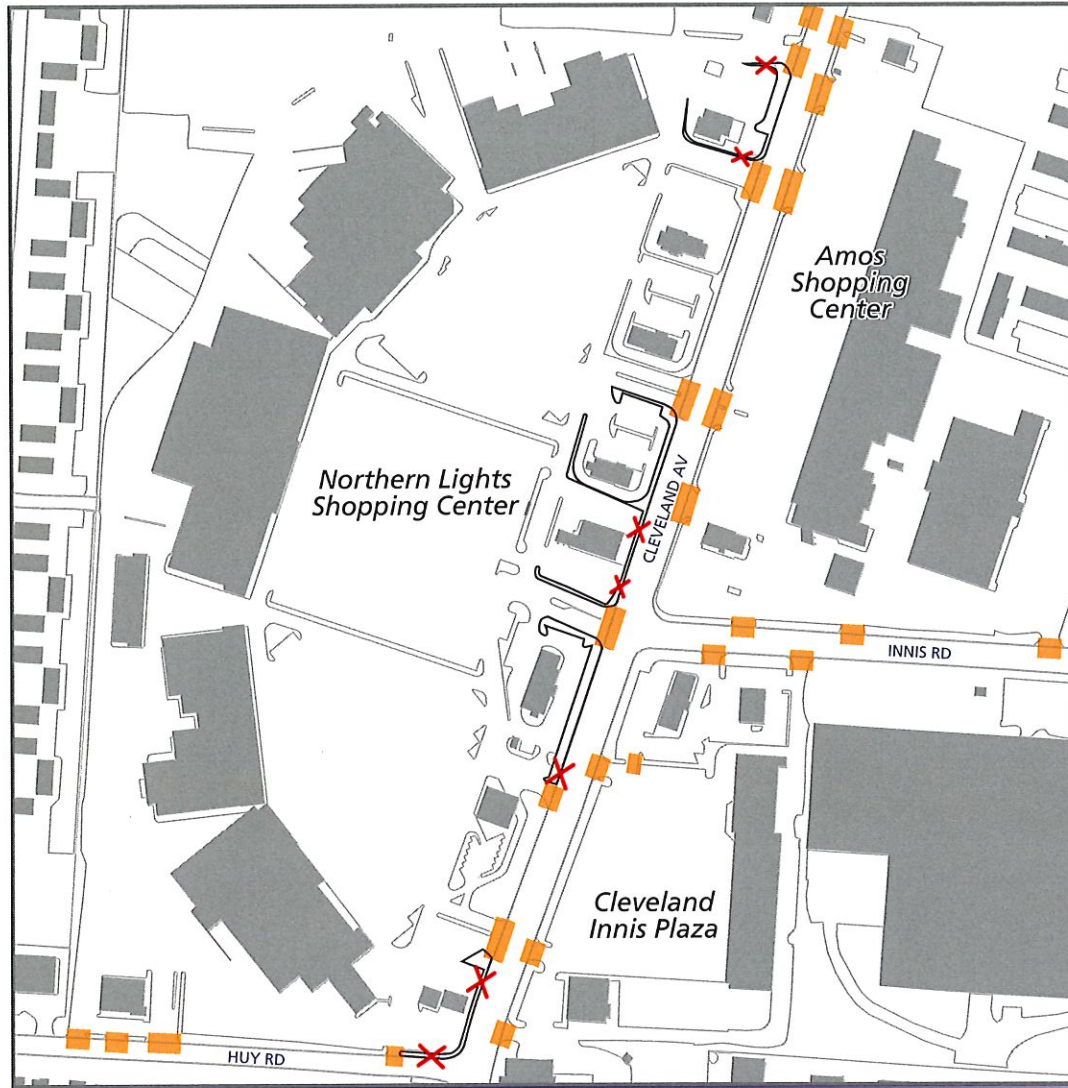 Amos
Shopping
Center
Northern Lights
Shopping Center
CLEVELAND AV
INNIS RD
Cleveland
Innis Plaza
HUY RD